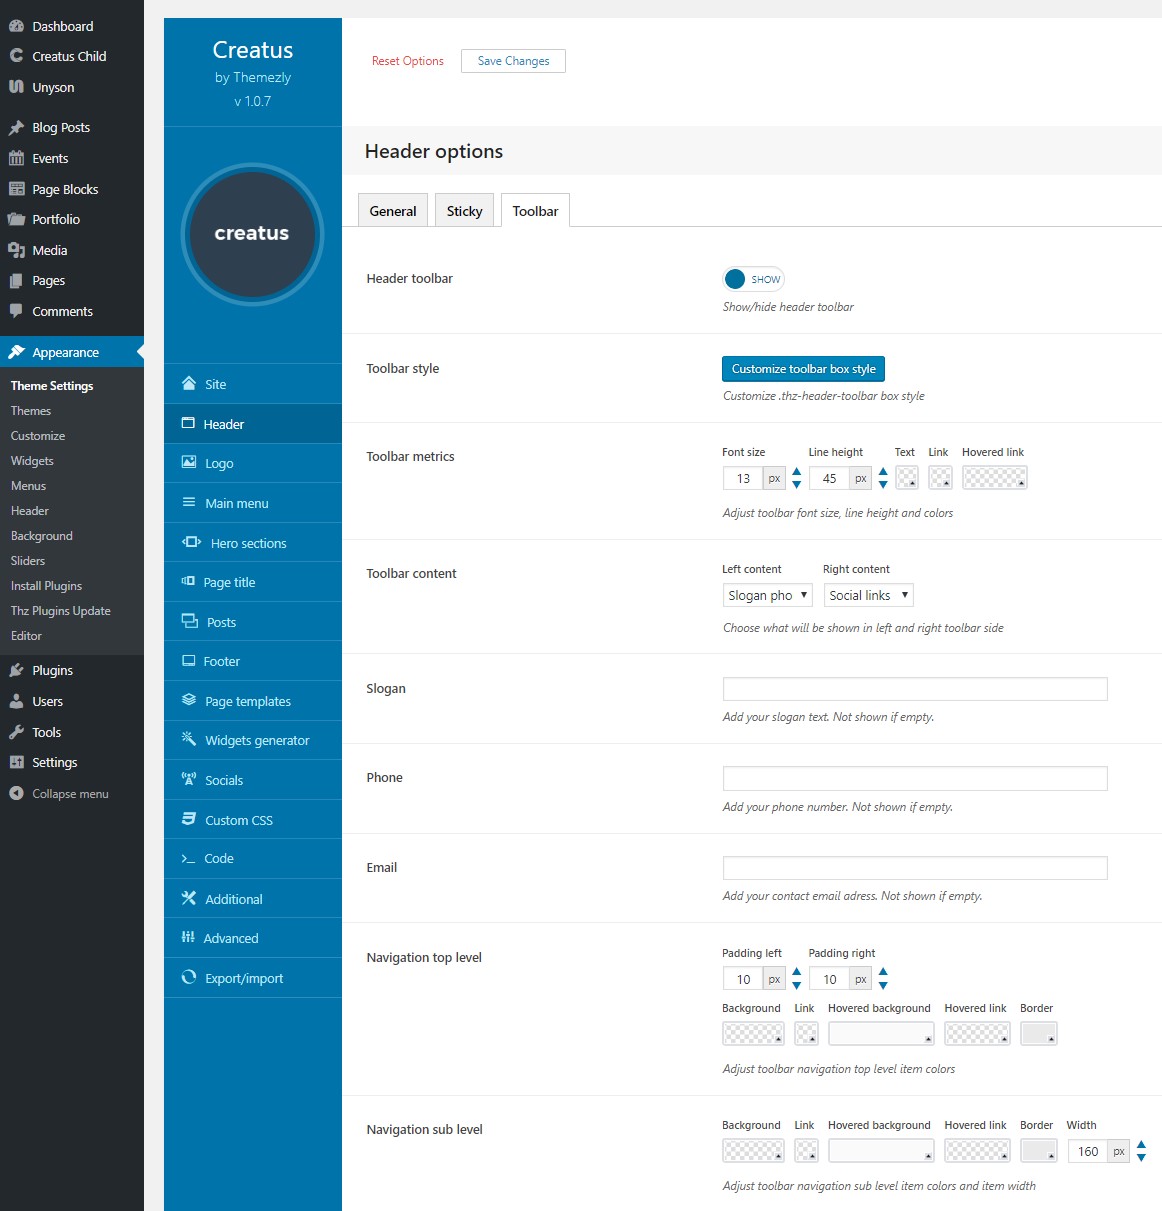 Dashboard
Creatus Child
Unyson
Blog Posts
Events
Page Blocks
Portfolio
Media
Pages
Comments
Appearance
Theme Settings
Themes
Customize
Widgets
Menus
Header
Background
Sliders
Install Plugins
Thz Plugins Update
Editor
Plugins
Users
Tools
Settings
Collapse menu
Creatus
by Themezly
v 1.0.7
creatus
Site
Header
Logo
Main menu
Hero sections
Page title
Posts
Footer
Page templates
Widgets generator
Socials
Custom CSS
Code
Additional
Advanced
Export/import
Reset Options Save Changes
Header options
General Sticky Toolbar
Header toolbar SHOW
Show/hide header toolbar
Toolbar style Customize toolbar box style
Customize .thz-header-toolbar box style
Font size Line height Text Link Hovered link
Toolbar metrics 13 px 45 px
Adjust toolbar font size, line height and colors
Left content Right content
Toolbar content Slogan pho Social links
Choose what will be shown in left and right toolbar side
Slogan
Add your slogan text. Not shown if empty.
Phone
Add your phone number. Not shown if empty.
Email
Add your contact email adress. Not shown if empty.
Navigation top level Padding left Padding right
10 px 10 px
Background Link Hovered background Hovered link Border
Adjust toolbar navigation top level item colors
Navigation sub level Background Link Hovered background Hovered link Border Width
160 px
Adjust toolbar navigation sub level item colors and item width